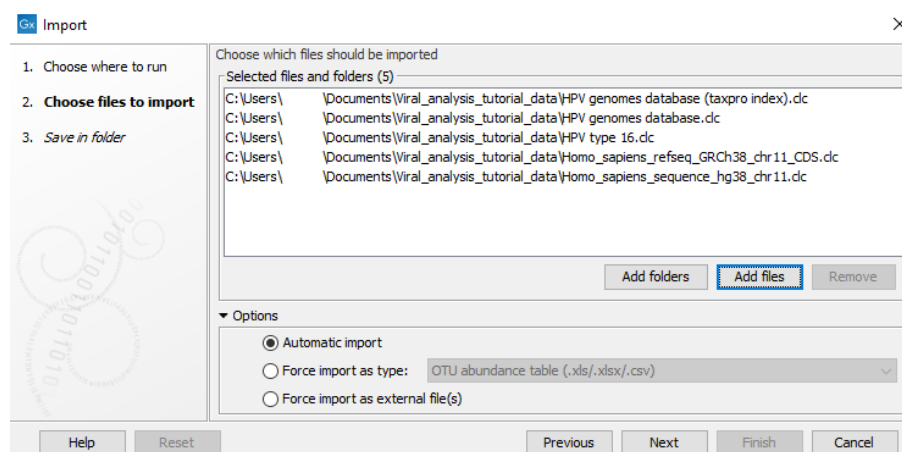 Gx Import
Choose which files should be imported
1. Choose where to run
2. Choose files to import
3. Save in folder
Selected files and folders (5)
C:\Users\ \Documents\Viral_analysis_tutorial_data\HPV genomes database (taxpro index).clc
C:\Users\ \Documents\Viral_analysis_tutorial_data\HPV genomes database.clc
C:\Users\ \Documents\Viral_analysis_tutorial_data\HPV type 16.clc
C:\Users\ \Documents\Viral_analysis_tutorial_data\Homo_sapiens_refseq_GRCh38_chr11_CDS.clc
C:\Users\ \Documents\Viral_analysis_tutorial_data\Homo_sapiens_sequence_hg38_chr11.clc
Add folders Add files Remove
Options
Automatic import
Force import as type: OTU abundance table (.xls/.xlsx/.csv)
Force import as external file(s)
Help Reset Previous Next Finish Cancel